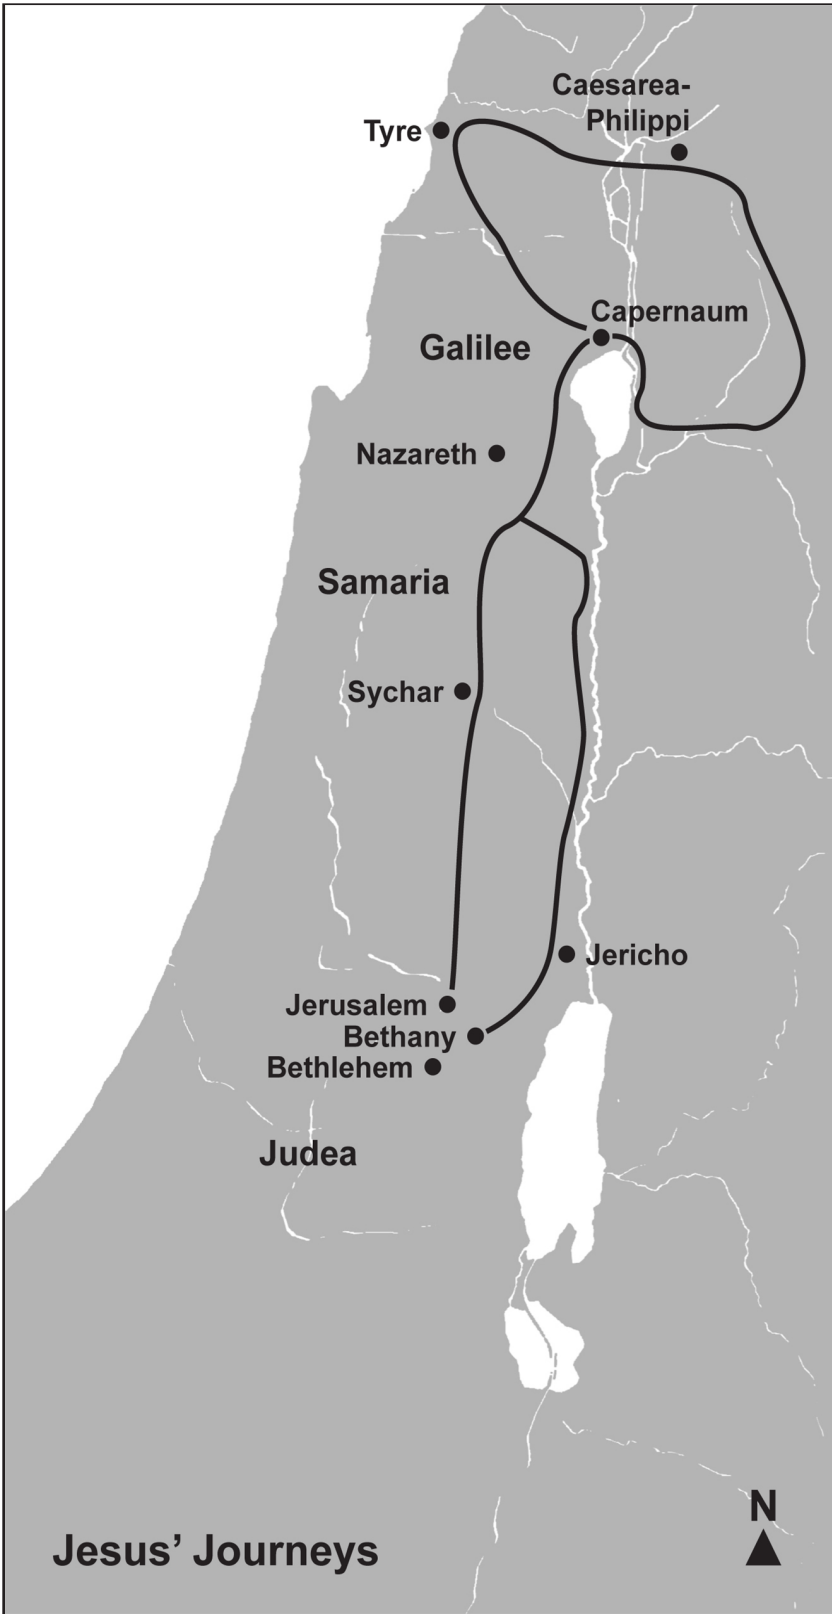 Caesarea-
Philippi
Tyre
Capernaum
Galilee
Nazareth
Samaria
Sychar
Jericho
Jerusalem
Bethany
Bethlehem
Judea
N
Jesus’ Journeys